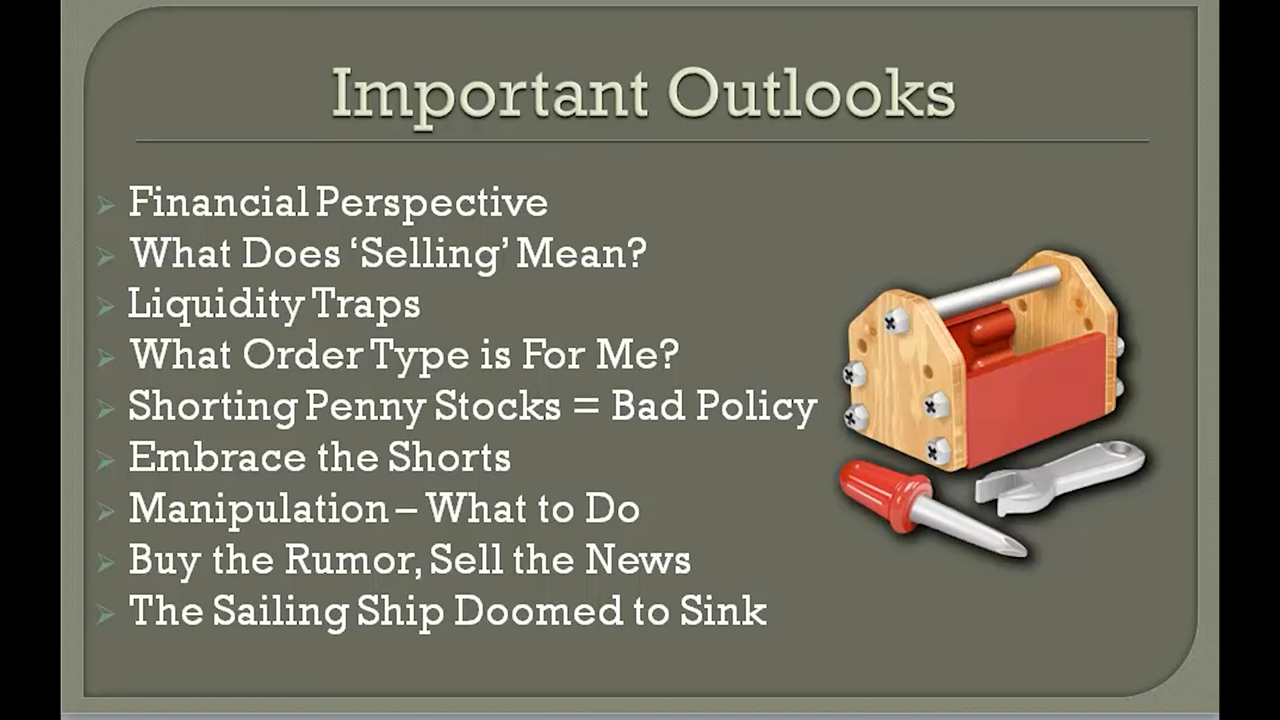 Important Outlooks
Financial Perspective
What Does ‘Selling’ Mean?
Liquidity Traps
What Order Type is For Me?
Shorting Penny Stocks = Bad Policy
Embrace the Shorts
Manipulation – What to Do
Buy the Rumor, Sell the News
The Sailing Ship Doomed to Sink